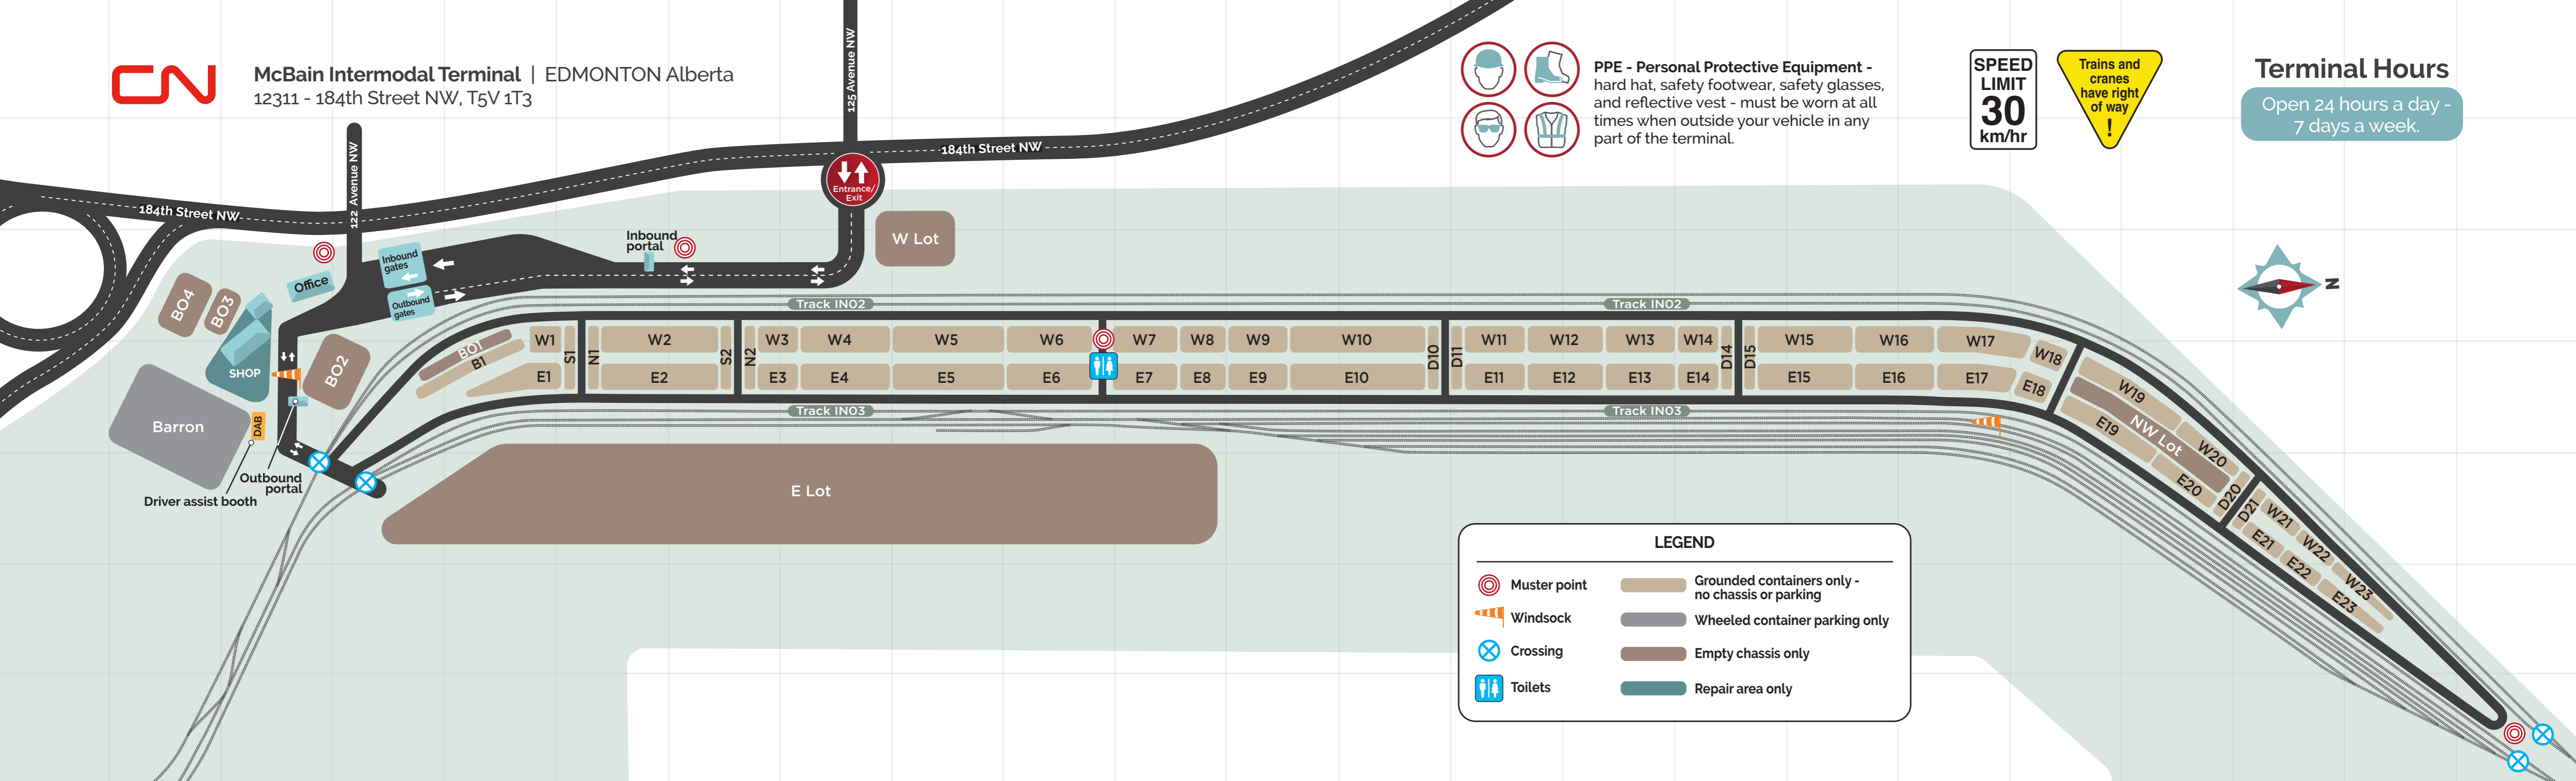 CN
McBain Intermodal Terminal | EDMONTON Alberta
12311 - 184th Street NW, T5V 1T3
125 Avenue NW
PPE - Personal Protective Equipment -
hard hat, safety footwear, safety glasses,
and reflective vest - must be worn at all
times when outside your vehicle in any
part of the terminal.
SPEED
LIMIT
30
km/hr
Trains and
cranes
have right
of way
!
Terminal Hours
Open 24 hours a day -
7 days a week.
184th Street NW
122 Avenue NW
184th Street NW
Entrance/
Exit
W Lot
Inbound
portal
Inbound
gates
Outbound
gates
Office
BO4
BO3
SHOP
BO2
Barron
DAB
Outbound
portal
Driver assist booth
Track IN02
Track IN02
BO1
B1
W1
S1
N1
W2
S2
N2
W3
W4
W5
W6
W7
W8
W9
W10
D10
D11
W11
W12
W13
W14
D14
D15
W15
W16
W17
W18
E1
E2
E3
E4
E5
E6
E7
E8
E9
E10
E11
E12
E13
E14
E15
E16
E17
E18
Track IN03
Track IN03
W19
NW Lot
E19
W20
E20
D20
D21
W21
E21
W22
E22
W23
E23
N
E Lot
LEGEND
Muster point
Windsock
Crossing
Toilets
Grounded containers only -
no chassis or parking
Wheeled container parking only
Empty chassis only
Repair area only